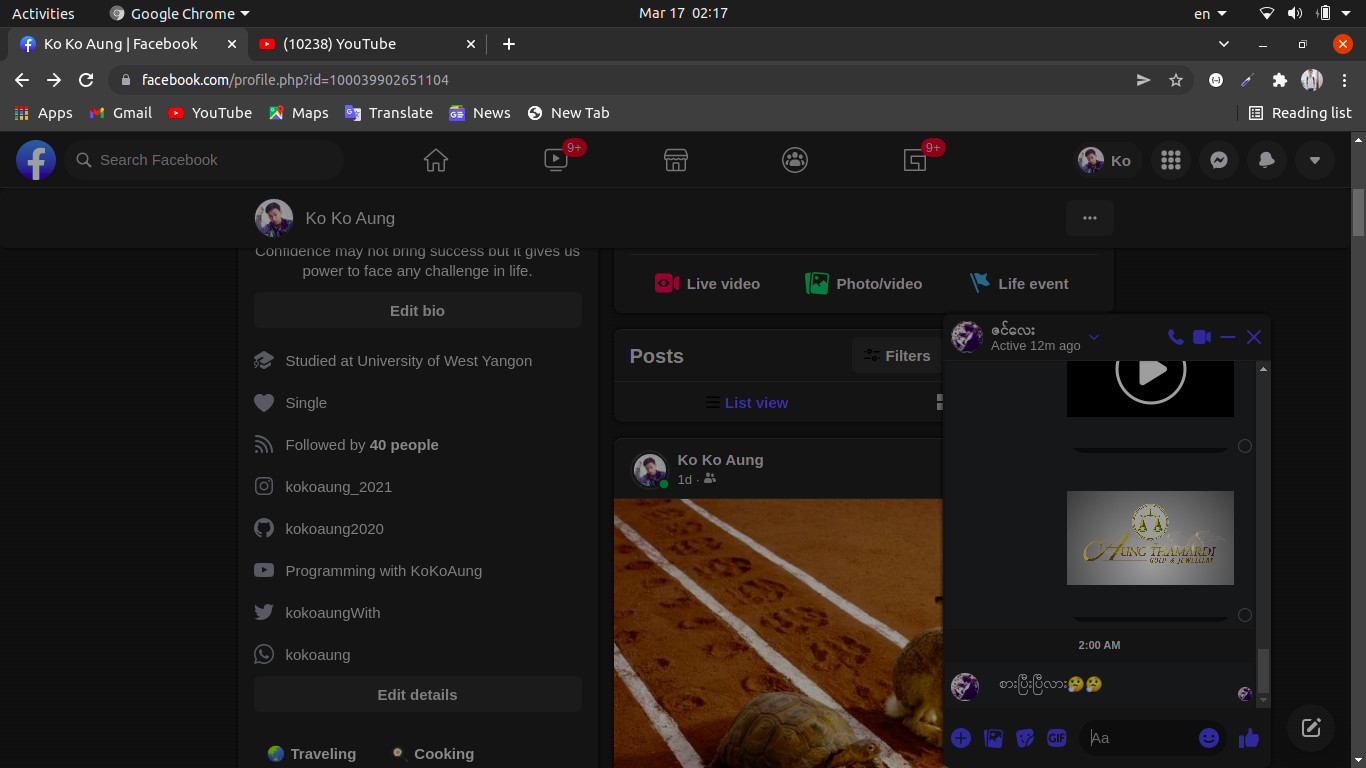 Activities
Google Chrome
Mar 17 02:17
en
Ko Ko Aung | Facebook
(10238) YouTube
facebook.com/profile.php?id=100039902651104
Apps
Gmail
YouTube
Maps
Translate
News
New Tab
Reading list
Search Facebook
9+
9+
Ko
Ko Ko Aung
Confidence may not bring success but it gives us
power to face any challenge in life.
Edit bio
Studied at University of West Yangon
Single
Followed by 40 people
kokoaung_2021
kokoaung2020
Programming with KoKoAung
kokoaungWith
kokoaung
Edit details
Traveling
Cooking
Live video
Photo/video
Life event
Posts
Filters
List view
Ko Ko Aung
1d ·
ဇင်လေး
Active 12m ago
AUNG THAMARDI
GOLD & JEWELLERY
2:00 AM
စားပြီးပြီလား😢😢
GIF
Aa